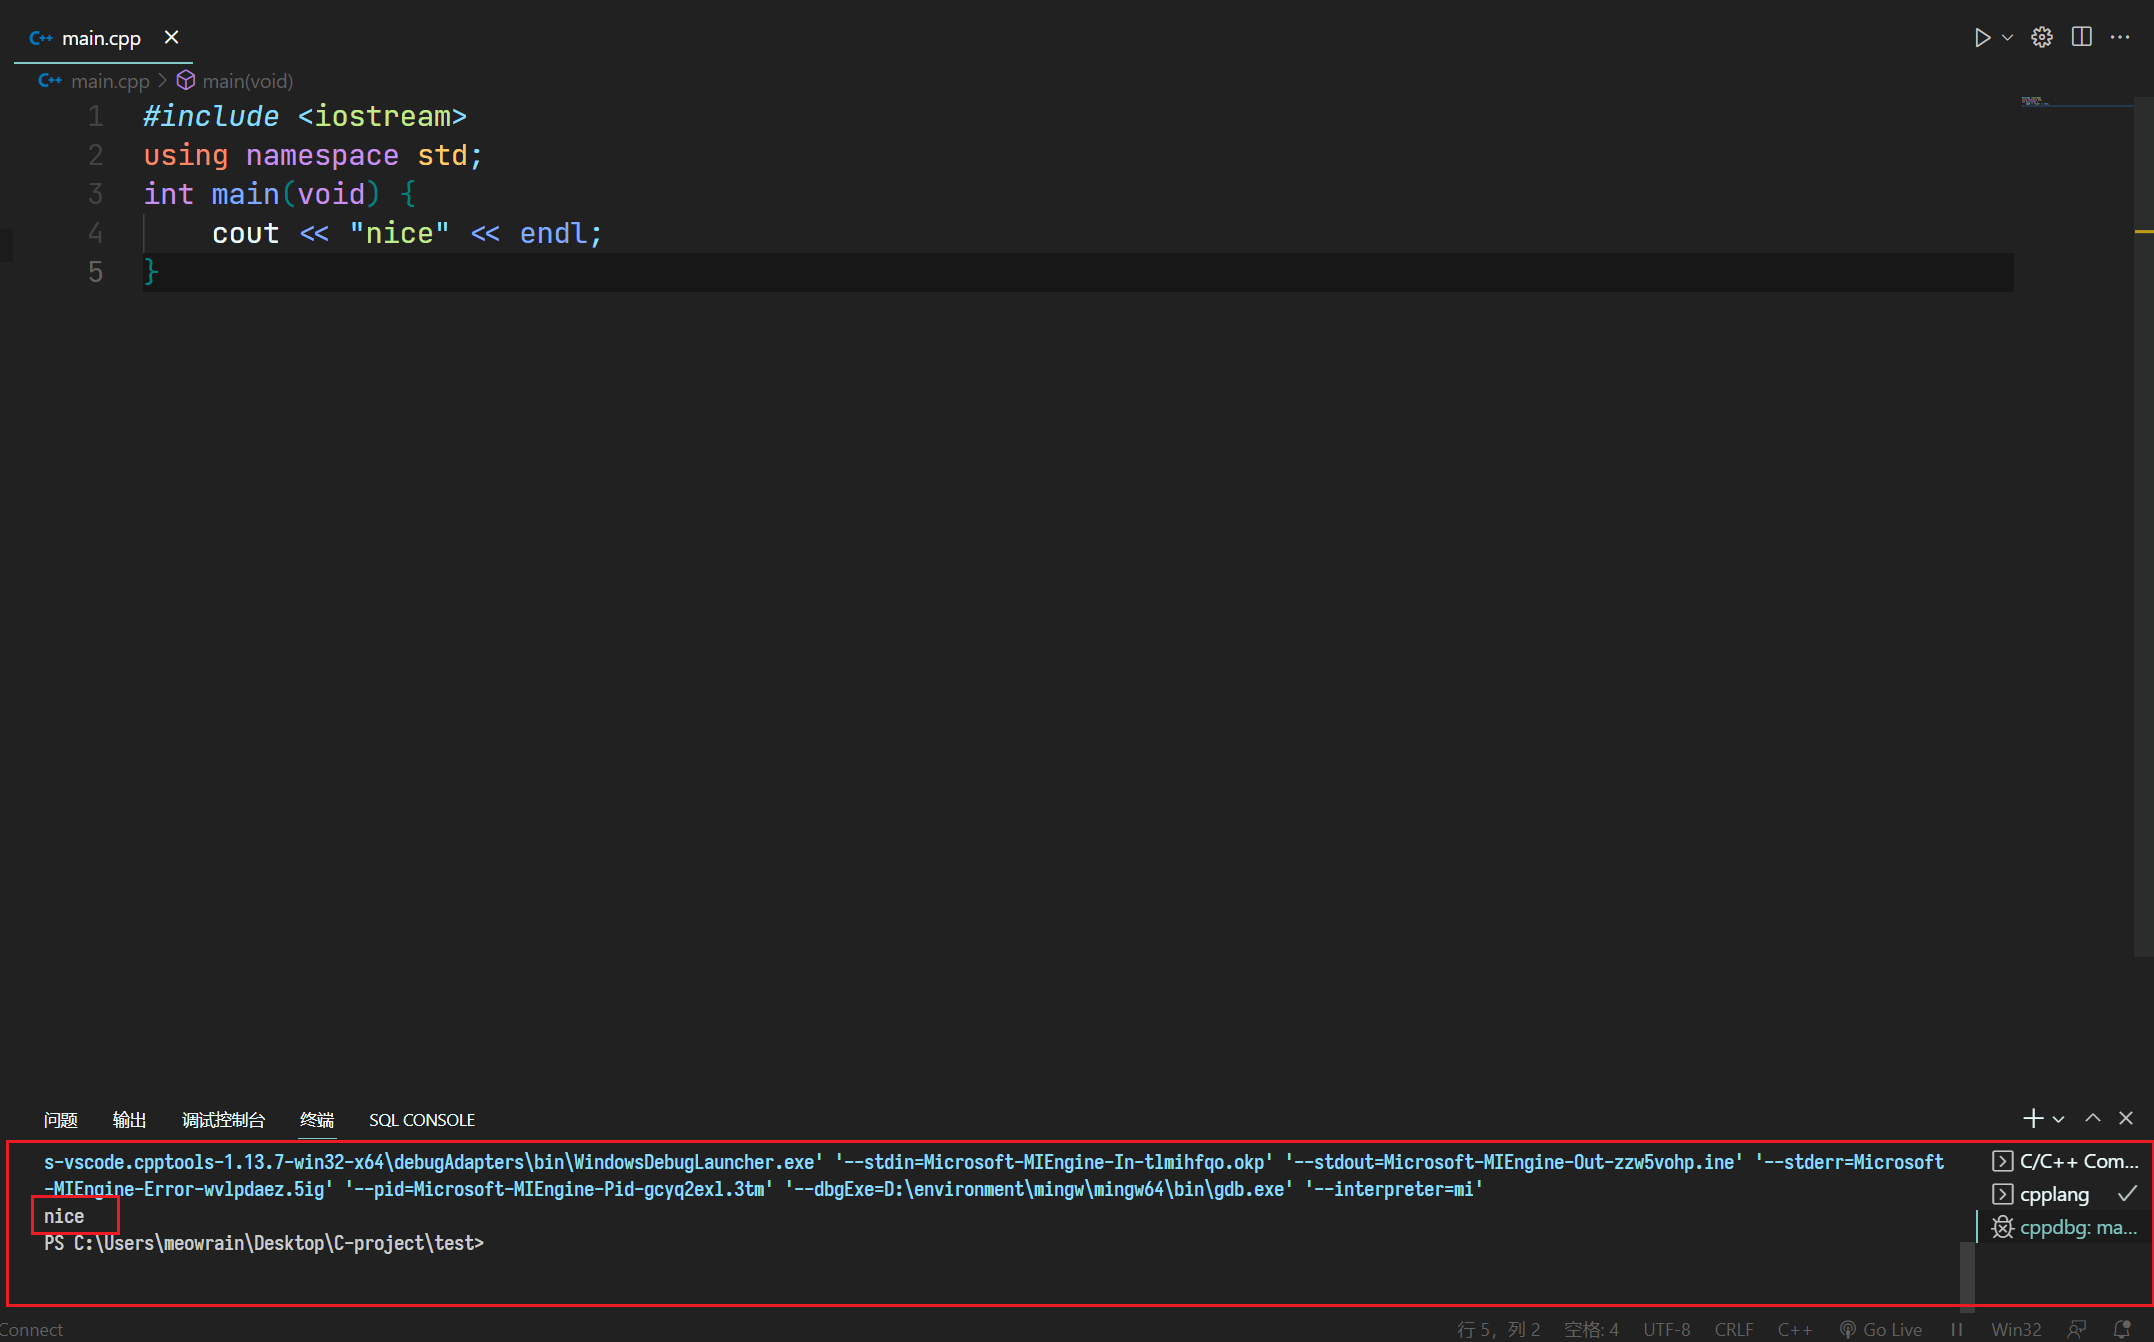 main.cpp
main.cpp > main(void)
1 #include <iostream>
2 using namespace std;
3 int main(void) {
4     cout << "nice" << endl;
5 }
问题 输出 调试控制台 终端 SQL CONSOLE
s-vscode.cpptools-1.13.7-win32-x64\debugAdapters\bin\WindowsDebugLauncher.exe' '--stdin=Microsoft-MIEngine-In-tlmihfqo.okp' '--stdout=Microsoft-MIEngine-Out-zzw5vohp.ine' '--stderr=Microsoft
-MIEngine-Error-wvlpdaez.5ig' '--pid=Microsoft-MIEngine-Pid-gcyq2exl.3tm' '--dbgExe=D:\environment\mingw\mingw64\bin\gdb.exe' '--interpreter=mi'
nice
PS C:\Users\meowrain\Desktop\C-project\test>
C/C++ Com...
cpplang
cppdbg: ma...
Connect 行 5，列 2 空格: 4 UTF-8 CRLF C++ Go Live Win32